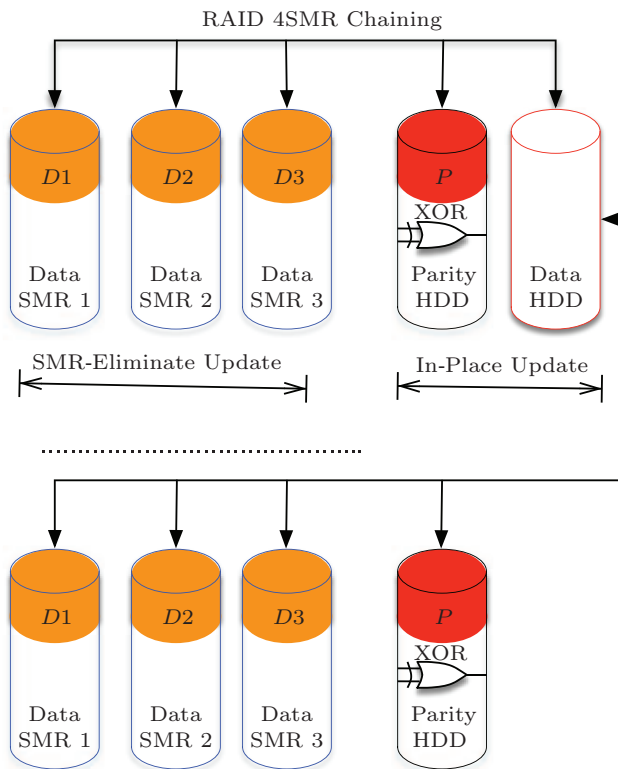 RAID 4SMR Chaining
D1 D2 D3 P
XOR
Data SMR 1
Data SMR 2
Data SMR 3
Parity HDD
Data HDD
SMR-Eliminate Update
In-Place Update
D1 D2 D3 P
XOR
Data SMR 1
Data SMR 2
Data SMR 3
Parity HDD